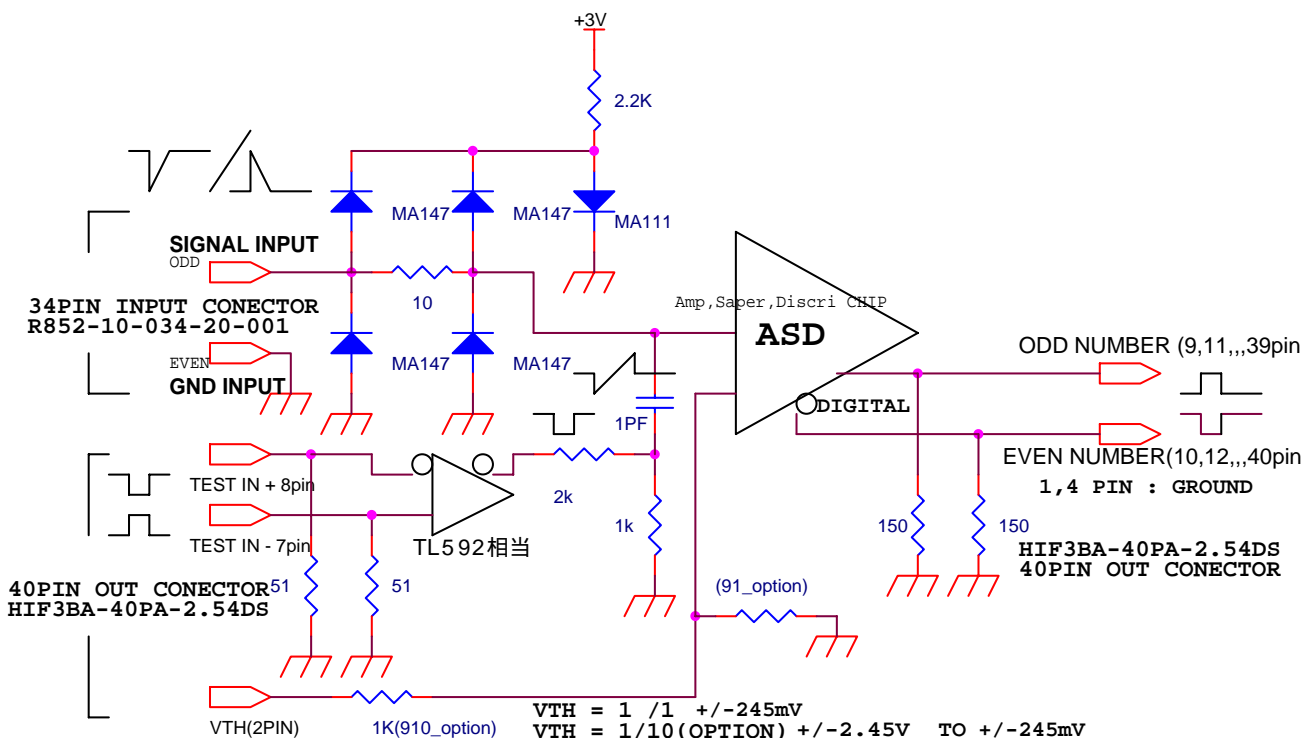 +3V
2.2K
MA147
MA147
MA111
SIGNAL INPUT
ODD
10
34PIN INPUT CONECTOR
R852-10-034-20-001
Amp,Saper,Discri CHIP
ASD
MA147
MA147
EVEN
GND INPUT
ODD NUMBER (9,11,,,39pin
DIGITAL
1PF
EVEN NUMBER(10,12,,,40pin
1,4 PIN : GROUND
TEST IN + 8pin
2k
1k
TEST IN - 7pin
TL592相当
150
150
HIF3BA-40PA-2.54DS
40PIN OUT CONECTOR
40PIN OUT CONECTOR
HIF3BA-40PA-2.54DS
51
51
(91_option)
VTH(2PIN)
1K(910_option)
VTH = 1 /1 +/-245mV
VTH = 1/10(OPTION) +/-2.45V TO +/-245mV